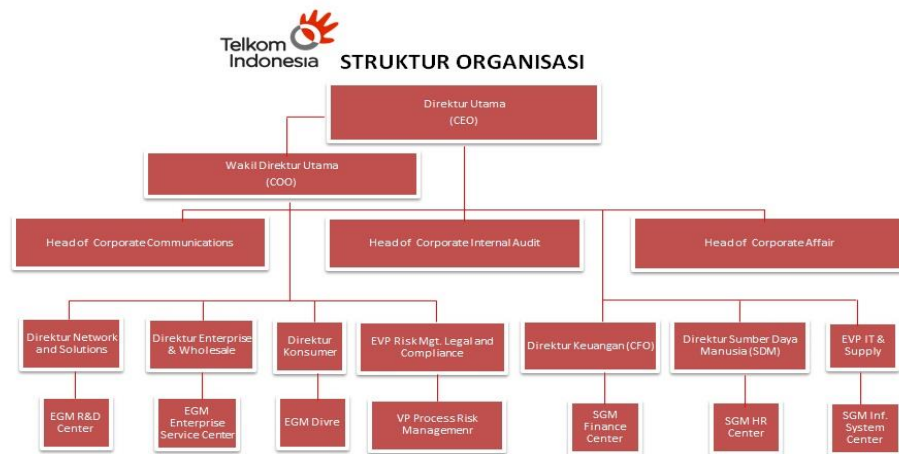 Telkom
Indonesia
STRUKTUR ORGANISASI
Direktur Utama
(CEO)
Wakil Direktur Utama
(COO)
Head of Corporate Communications
Head of Corporate Internal Audit
Head of Corporate Affair
Direktur Network
and Solutions
Direktur Enterprise
& Wholesale
Direktur
Konsumer
EVP Risk Mgt. Legal and
Compliance
Direktur Keuangan (CFO)
Direktur Sumber Daya
Manusia (SDM)
EVP IT &
Supply
EGM R&D
Center
EGM
Enterprise
Service Center
EGM Divre
VP Process Risk
Managemenr
SGM
Finance
Center
SGM HR
Center
SGM Inf.
System
Center